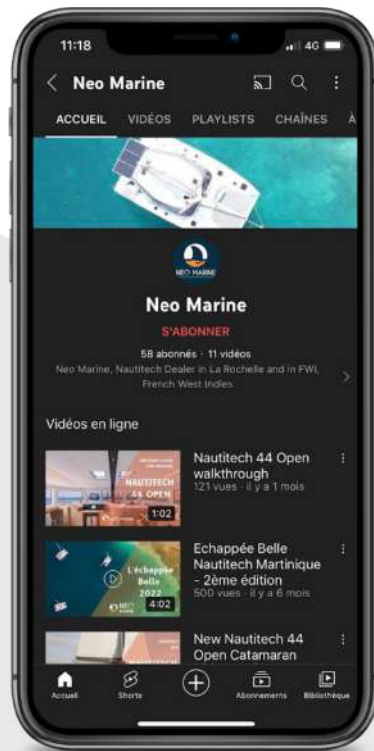 11:18
4G
Neo Marine
ACCUEIL VIDÉOS PLAYLISTS CHAÎNES À
NEO MARINE
Neo Marine
S'ABONNER
58 abonnés · 11 vidéos
Neo Marine, Nautitech Dealer in La Rochelle and in FWI,
French West Indies
Vidéos en ligne
NAUTITECH
44 OPEN
1:02
Nautitech 44 Open
walkthrough
121 vues · il y a 1 mois
L'échappée
Belle
2022
NEO
4:02
Echappée Belle
Nautitech Martinique
- 2ème édition
500 vues · il y a 6 mois
New Nautitech 44
Open Catamaran
Accueil Shorts Abonnements Bibliothèque